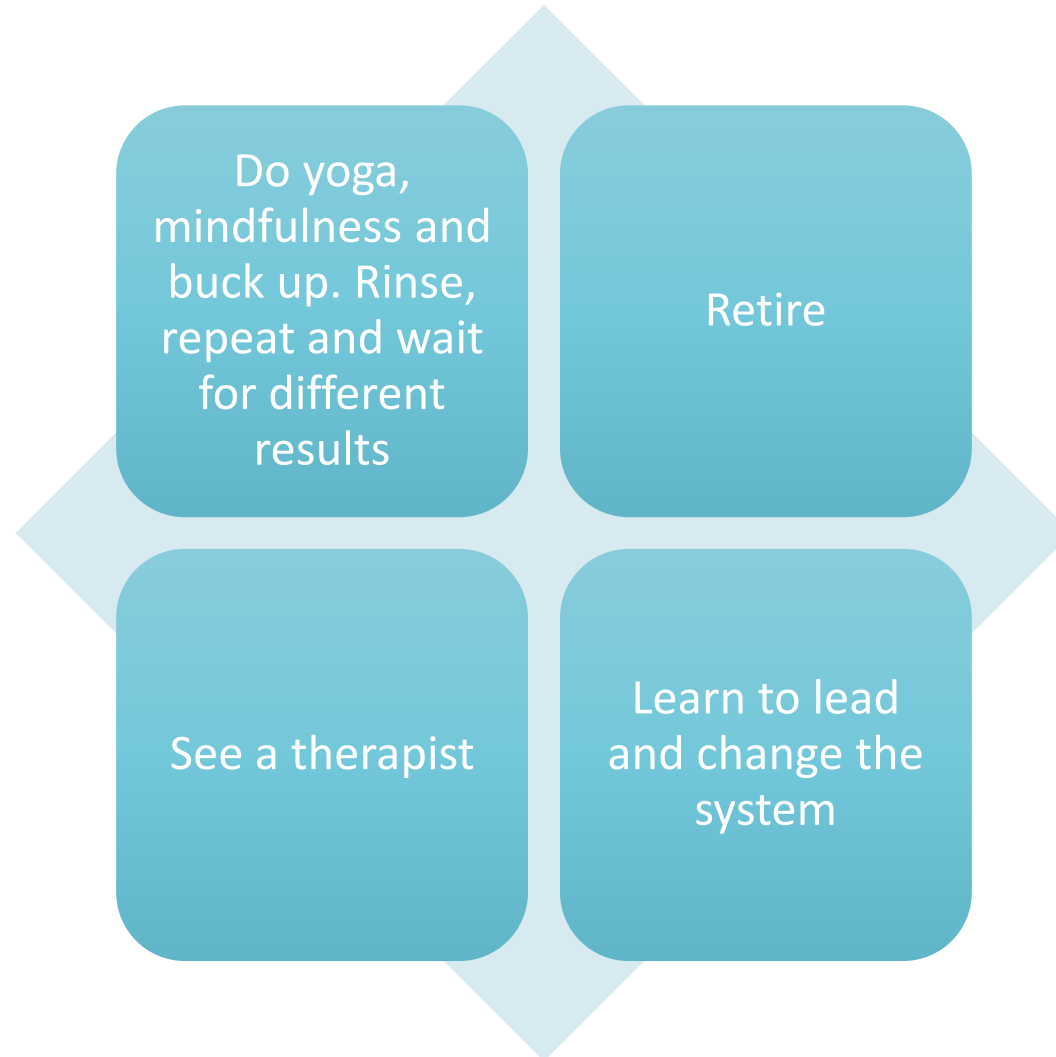 Do yoga,
mindfulness and
buck up. Rinse,
repeat and wait
for different
results
Retire
See a therapist
Learn to lead
and change the
system